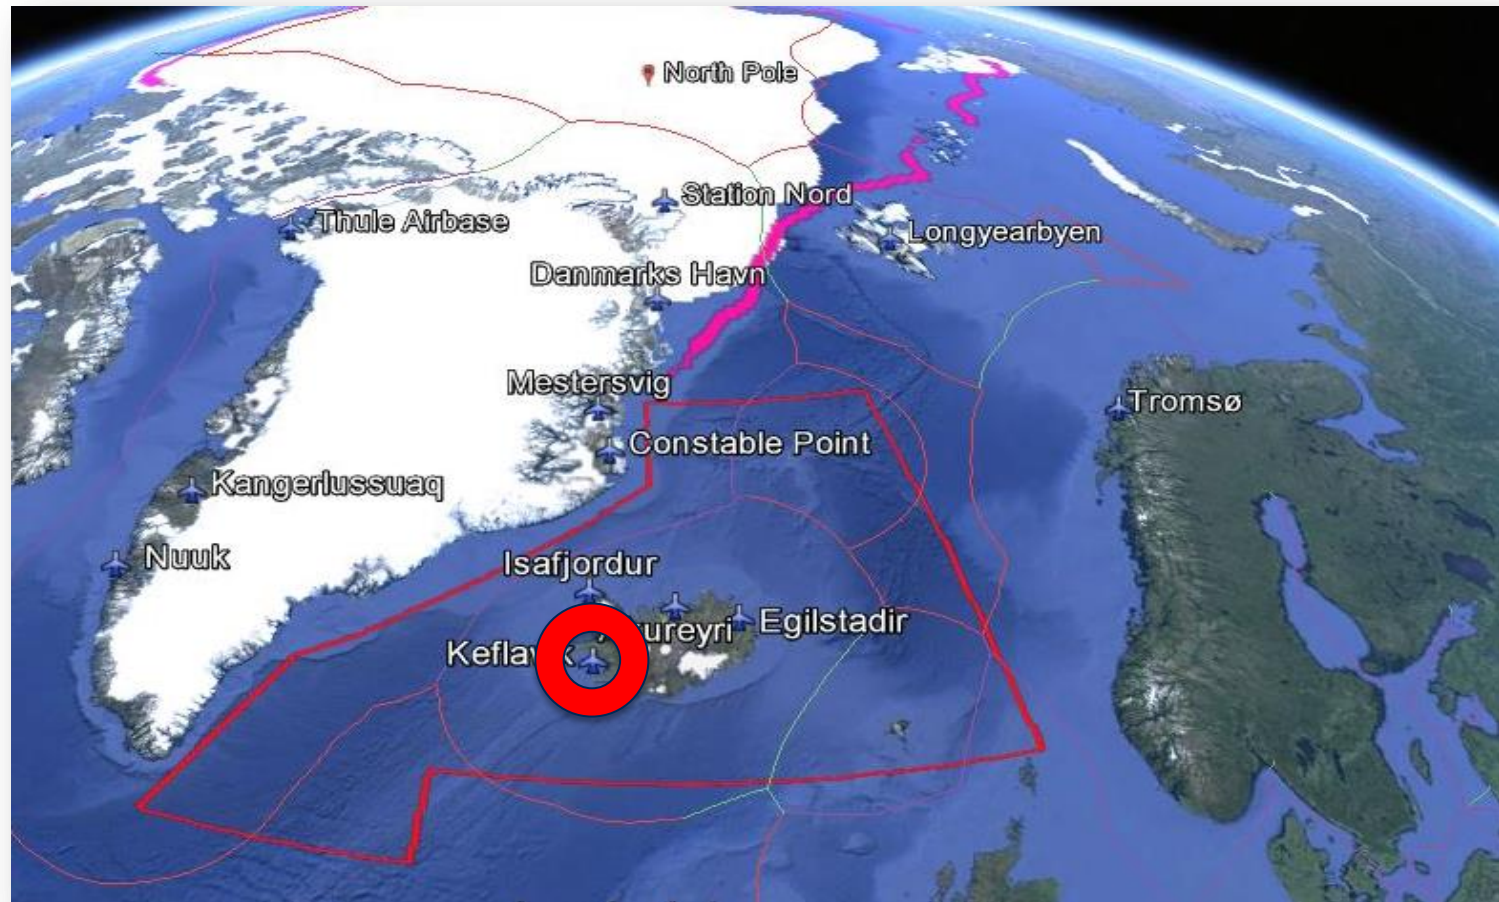 North Pole
Station Nord
Thule Airbase
Longyearbyen
Danmarks Havn
Mestersvig
Tromsø
Constable Point
Kangerlussuaq
Nuuk
Isafjordur
Egilstadir